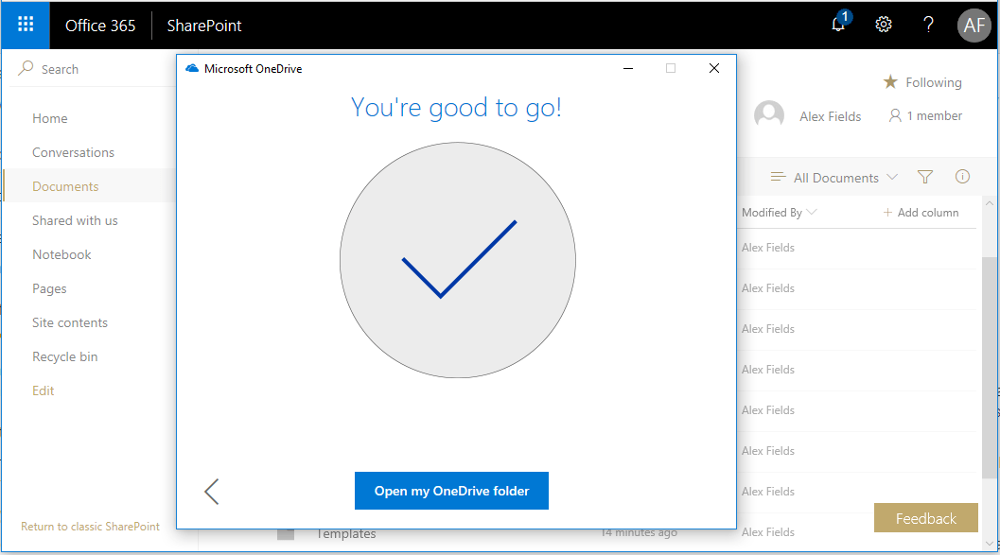 Office 365
SharePoint
1
?
AF
Search
Home
Conversations
Documents
Shared with us
Notebook
Pages
Site contents
Recycle bin
Edit
Return to classic SharePoint
Microsoft OneDrive
You're good to go!
Open my OneDrive folder
Following
Alex Fields
1 member
All Documents
Modified By
+ Add column
Alex Fields
Alex Fields
Alex Fields
Alex Fields
Alex Fields
Alex Fields
Alex Fields
Feedback
Templates
14 minutes ago
Alex Fields